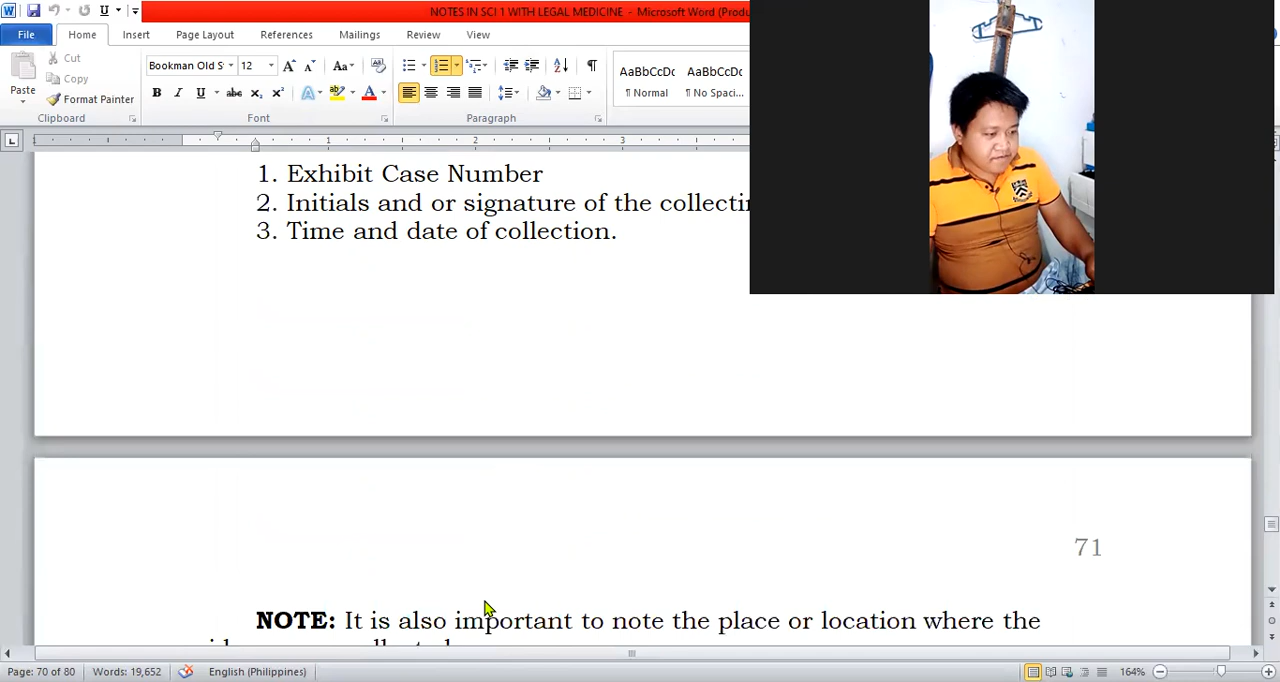 NOTES IN SCI 1 WITH LEGAL MEDICINE - Microsoft Word (Produ
File Home Insert Page Layout References Mailings Review View
Cut
Copy
Format Painter
Paste
Clipboard
Bookman Old S 12
Font
Paragraph
AaBbCcDc AaBbCcDc
¶ Normal ¶ No Spaci...
1. Exhibit Case Number
2. Initials and or signature of the collectin
3. Time and date of collection.
71
NOTE: It is also important to note the place or location where the
Page: 70 of 80 Words: 19,652 English (Philippines) 164%